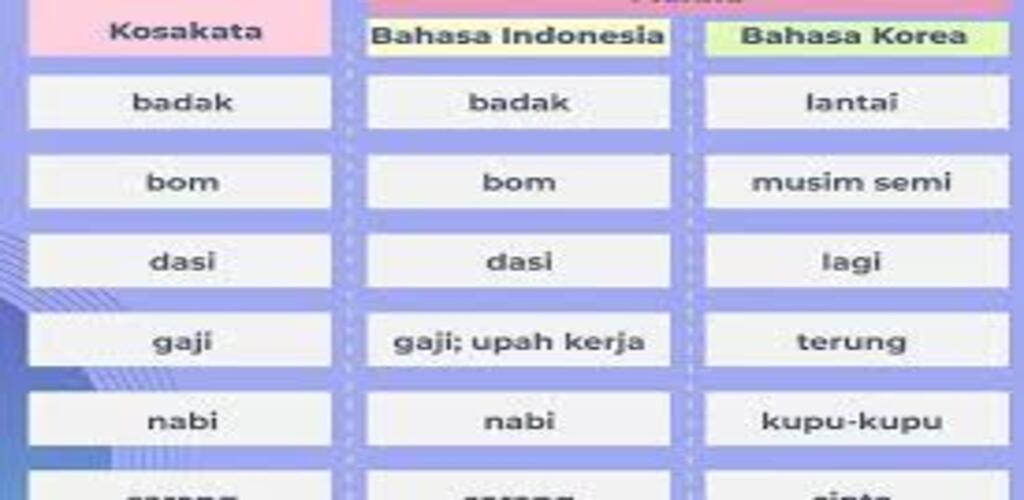 Kosakata
Bahasa Indonesia Bahasa Korea
badak badak lantai
bom bom musim semi
dasi dasi lagi
gaji gaji; upah kerja terung
nabi nabi kupu-kupu